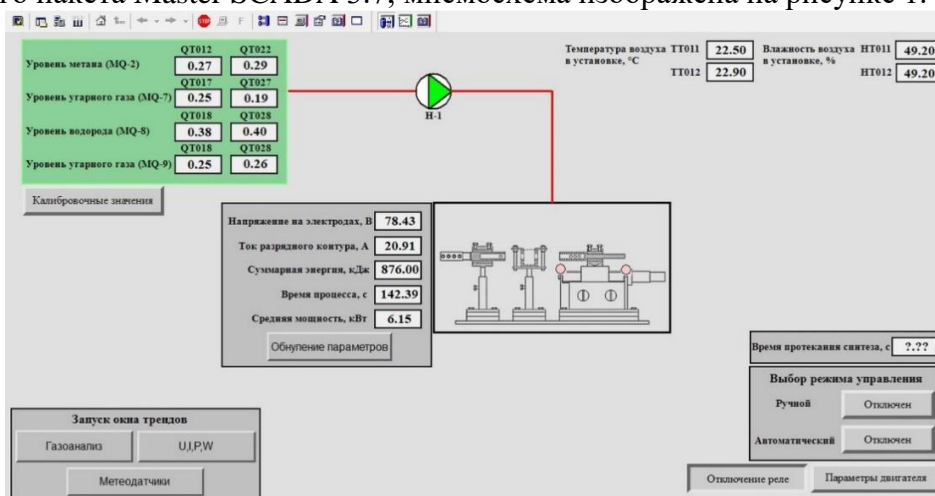 го пакета Master SCADA 3.7, мнемосхема изображена на рисунке 1.
QT012 QT022
Уровень метана (MQ-2) 0.27 0.29
QT017 QT027
Уровень угарного газа (MQ-7) 0.25 0.19
QT018 QT028
Уровень водорода (MQ-8) 0.38 0.40
QT018 QT028
Уровень угарного газа (MQ-9) 0.25 0.26
Калибровочные значения
Н-1
Температура воздуха TT011 22.50
в установке, °C
TT012 22.90
Влажность воздуха HT011 49.20
в установке, %
HT012 49.20
Напряжение на электродах, В 78.43
Ток разрядного контура, А 20.91
Суммарная энергия, кДж 876.00
Время процесса, с 142.39
Средняя мощность, кВт 6.15
Обнуление параметров
Время протекания синтеза, с ?.??
Выбор режима управления
Ручной Отключен
Автоматический Отключен
Запуск окна трендов
Газоанализ U,I,P,W
Метеодатчики
Отключение реле Параметры двигателя